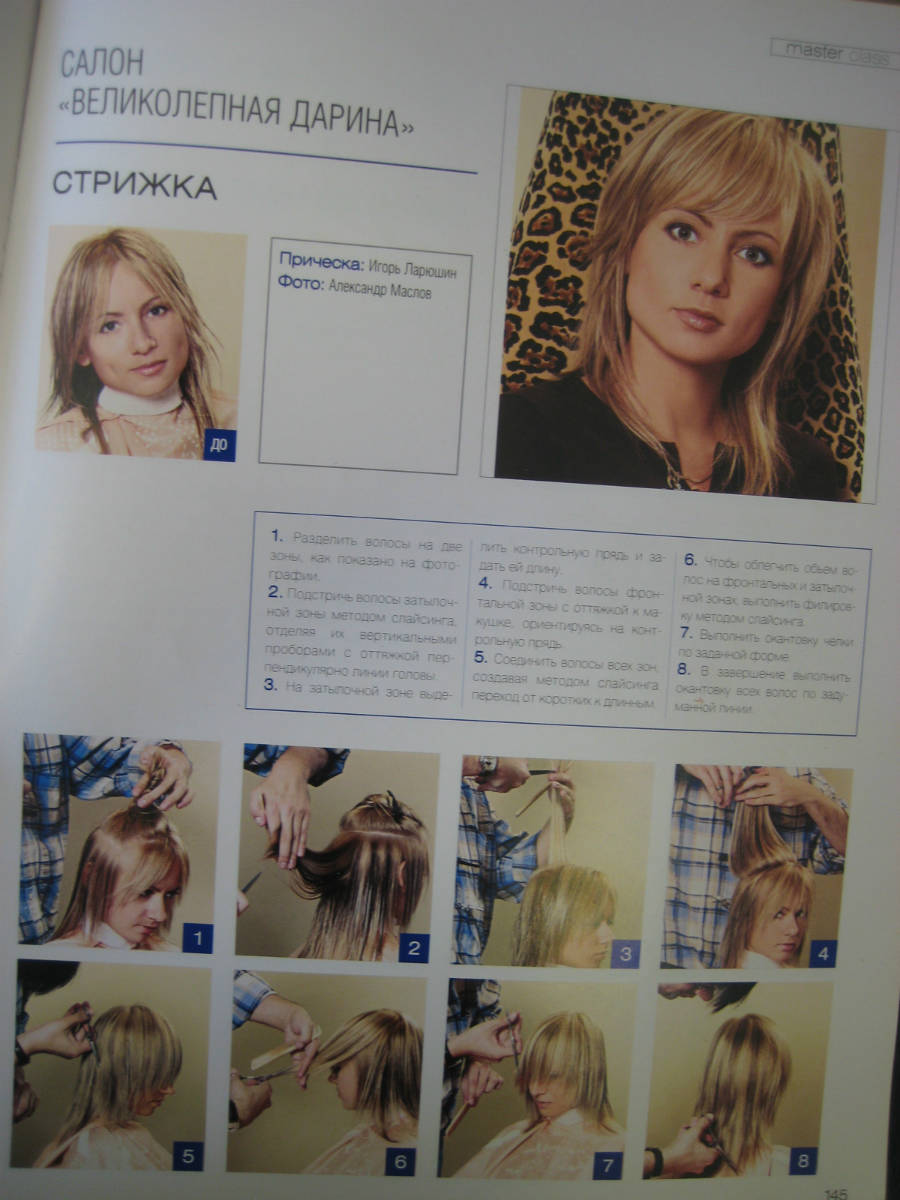 master class
САЛОН
«ВЕЛИКОЛЕПНАЯ ДАРИНА»
СТРИЖКА
Прическа: Игорь Ларюшин
Фото: Александр Маслов
ДО
1. Разделить волосы на две
зоны, как показано на фото-
графии.
2. Подстричь волосы затылоч-
ной зоны методом слайсинга,
отделяя их вертикальными
проборами с оттяжкой пер-
пендикулярно линии головы.
3. На затылочной зоне выде-
лить контрольную прядь и за-
дать ей длину.
4. Подстричь волосы фрон-
тальной зоны с оттяжкой к ма-
кушке, ориентируясь на конт-
рольную прядь.
5. Соединить волосы всех зон,
создавая методом слайсинга
переход от коротких к длинным.
6. Чтобы облегчить объем во-
лос на фронтальных и затылоч-
ной зонах, выполнить филиров-
ку методом слайсинга.
7. Выполнить окантовку челки
по заданной форме.
8. В завершение выполнить
окантовку всех волос по заду-
манной линии.
1
2
3
4
5
6
7
8
145